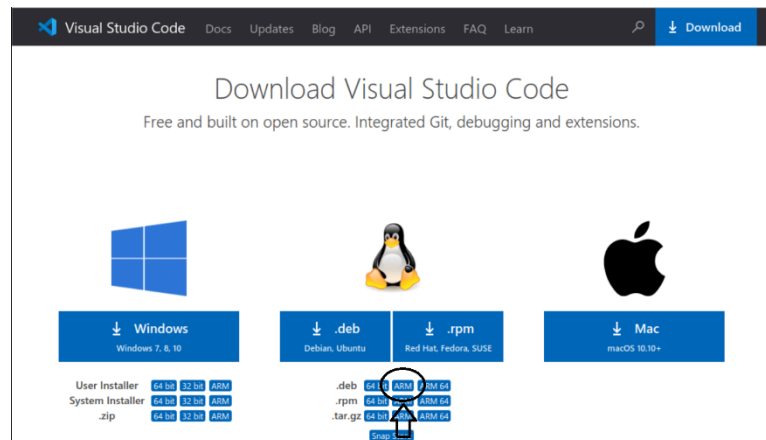 Visual Studio Code Docs Updates Blog API Extensions FAQ Learn Download
Download Visual Studio Code
Free and built on open source. Integrated Git, debugging and extensions.
Windows
Windows 7, 8, 10
.deb
Debian, Ubuntu
.rpm
Red Hat, Fedora, SUSE
Mac
macOS 10.10+
User Installer 64 bit 32 bit ARM
System Installer 64 bit 32 bit ARM
.zip 64 bit 32 bit ARM
.deb 64 bit ARM ARM 64
.rpm 64 bit ARM ARM 64
.tar.gz 64 bit ARM 64
Snap